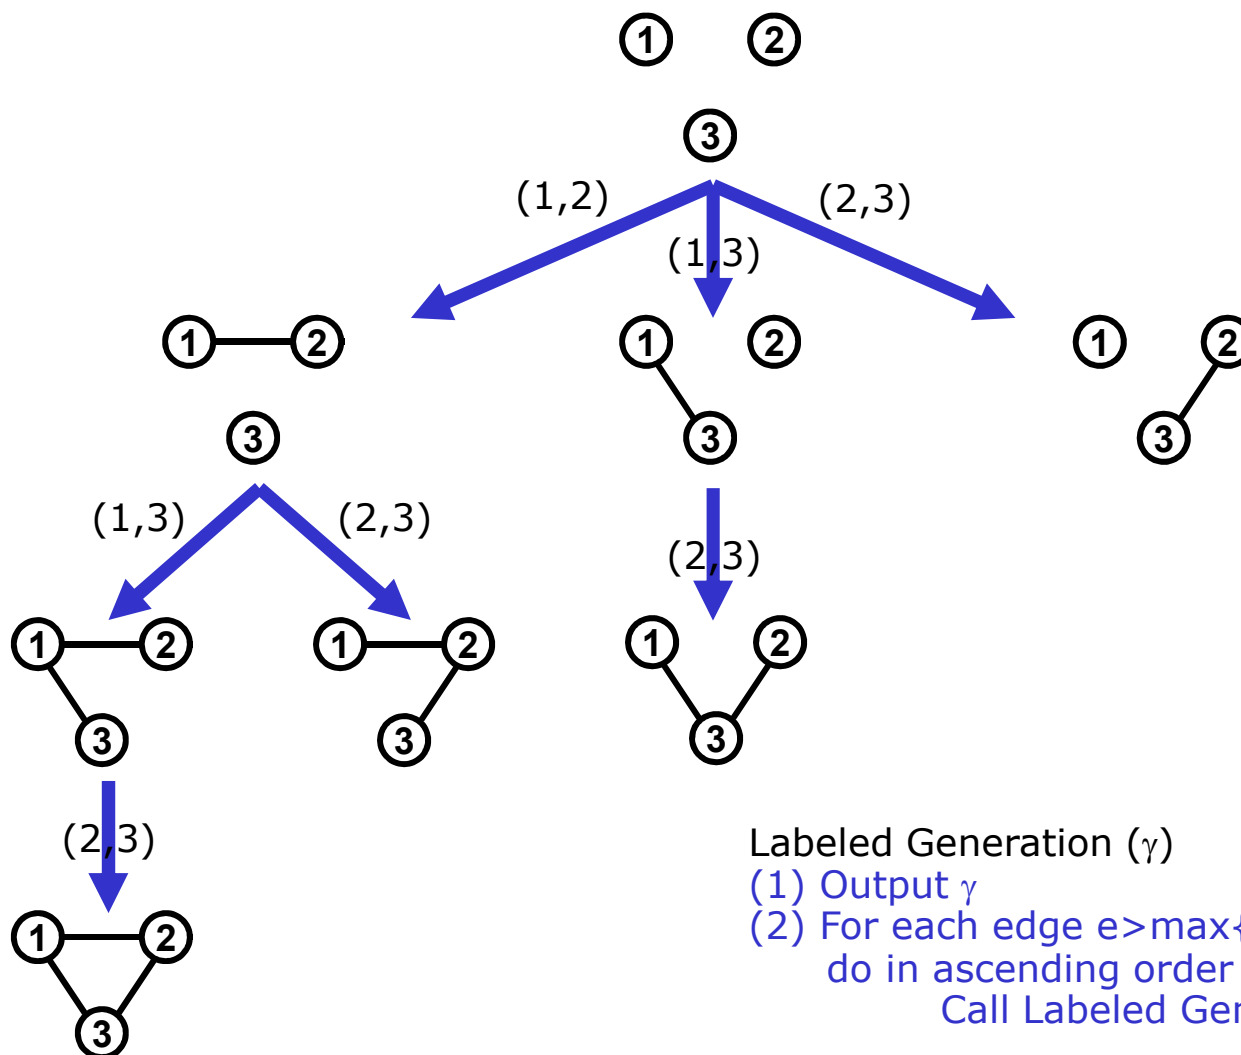 1 2
3
(1,2) (1,3) (2,3)
1 2 1 2 1 2
3 3 3
(1,3) (2,3) (2,3)
1 2 1 2 1 2
3 3 3
(2,3)
1 2
3
Labeled Generation (γ)
(1) Output γ
(2) For each edge e>max{
do in ascending order
Call Labeled Ger